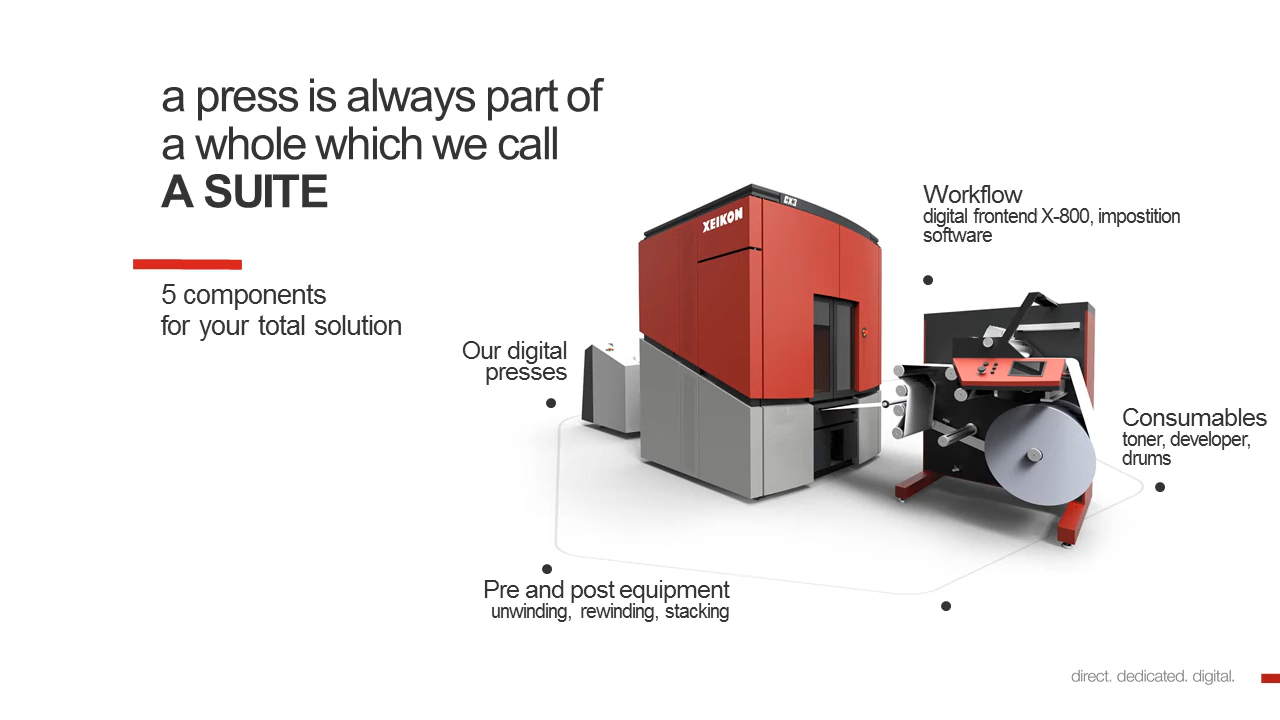 a press is always part of
a whole which we call
A SUITE
5 components
for your total solution
CX3
XEIKON
Workflow
digital frontend X-800, impostition
software
Our digital
presses
Consumables
toner, developer,
drums
Pre and post equipment
unwinding, rewinding, stacking
direct. dedicated. digital.